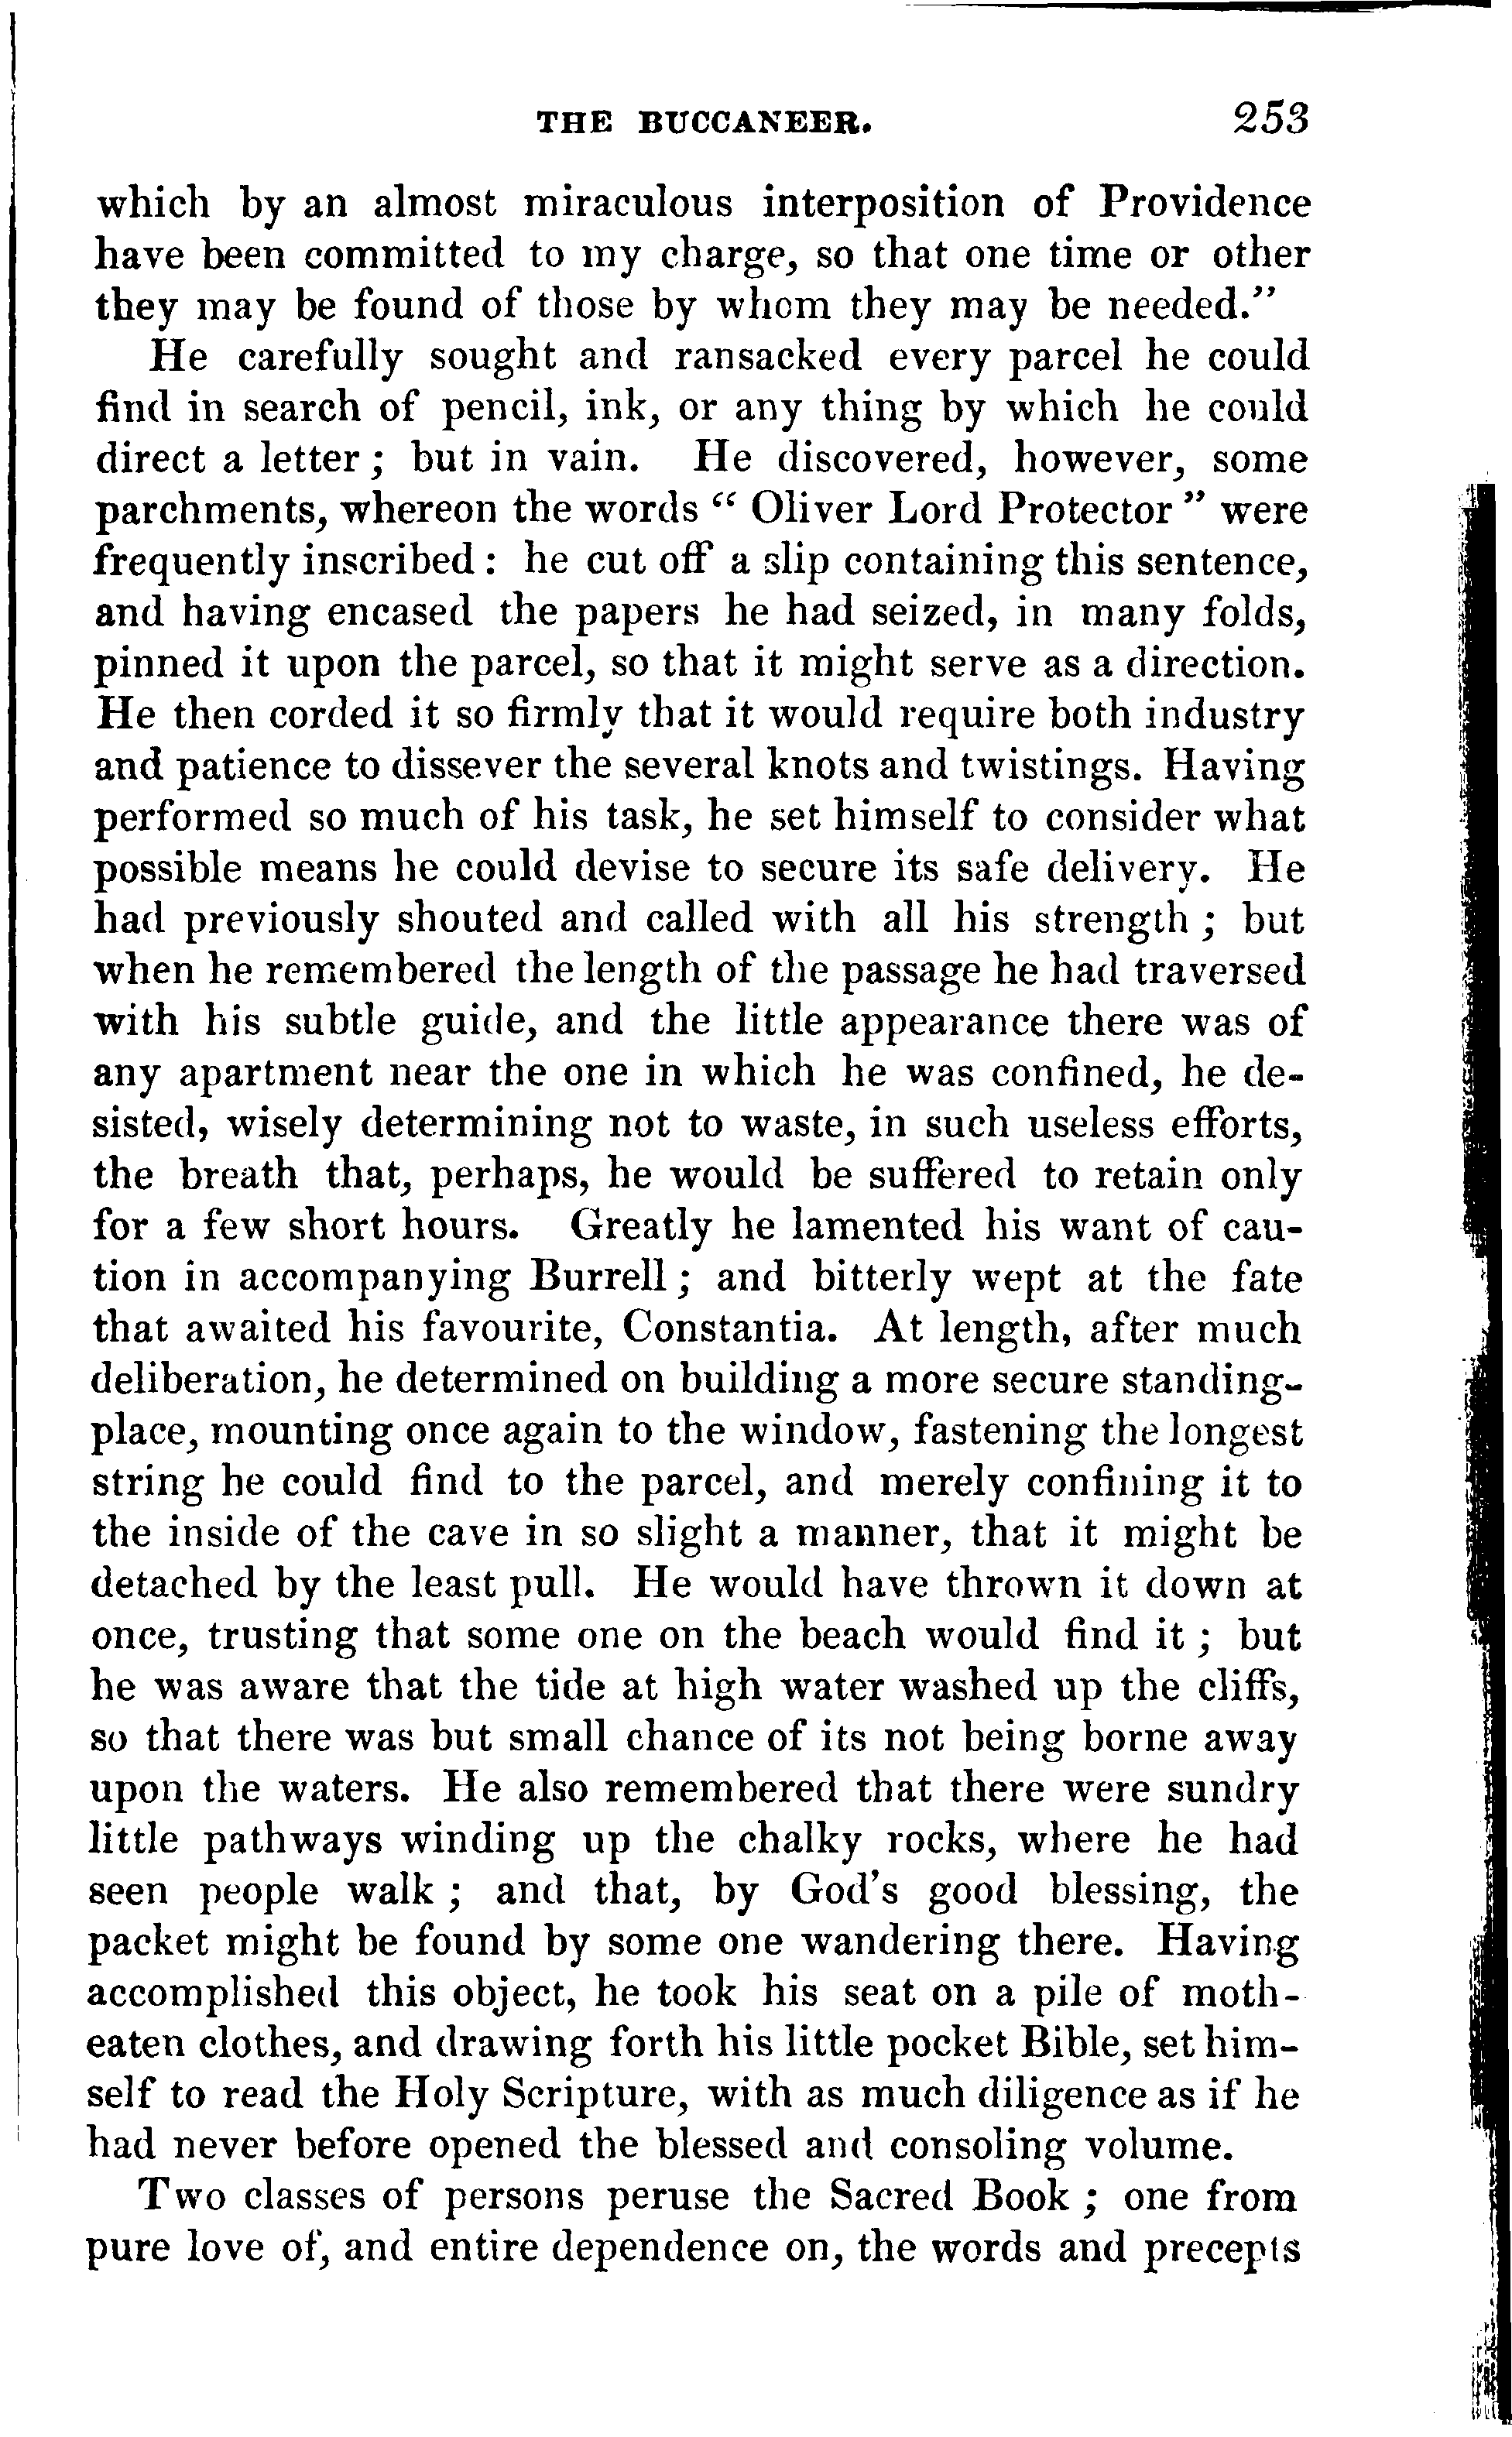 THE BUCCANEER. 253
which by an almost miraculous interposition of Providence
have been committed to my charge, so that one time or other
they may be found of those by whom they may be needed."
He carefully sought and ransacked every parcel he could
find in search of pencil, ink, or any thing by which he could
direct a letter ; but in vain. He discovered, however, some
parchments, whereon the words " Oliver Lord Protector " were
frequently inscribed : he cut off a slip containing this sentence,
and having encased the papers he had seized, in many folds,
pinned it upon the parcel, so that it might serve as a direction.
He then corded it so firmly that it would require both industry
and patience to dissever the several knots and twistings. Having
performed so much of his task, he set himself to consider what
possible means he could devise to secure its safe delivery. He
had previously shouted and called with all his strength ; but
when he remembered the length of the passage he had traversed
with his subtle guide, and the little appearance there was of
any apartment near the one in which he was confined, he de-
sisted, wisely determining not to waste, in such useless efforts,
the breath that, perhaps, he would be suffered to retain only
for a few short hours. Greatly he lamented his want of cau-
tion in accompanying Burrell ; and bitterly wept at the fate
that awaited his favourite, Constantia. At length, after much
deliberation, he determined on building a more secure standing-
place, mounting once again to the window, fastening the longest
string he could find to the parcel, and merely confining it to
the inside of the cave in so slight a manner, that it might be
detached by the least pull. He would have thrown it down at
once, trusting that some one on the beach would find it ; but
he was aware that the tide at high water washed up the cliffs,
so that there was but small chance of its not being borne away
upon the waters. He also remembered that there were sundry
little pathways winding up the chalky rocks, where he had
seen people walk ; and that, by God's good blessing, the
packet might be found by some one wandering there. Having
accomplished this object, he took his seat on a pile of moth-
eaten clothes, and drawing forth his little pocket Bible, set him-
self to read the Holy Scripture, with as much diligence as if he
had never before opened the blessed and consoling volume.
Two classes of persons peruse the Sacred Book ; one from
pure love of, and entire dependence on, the words and precepts